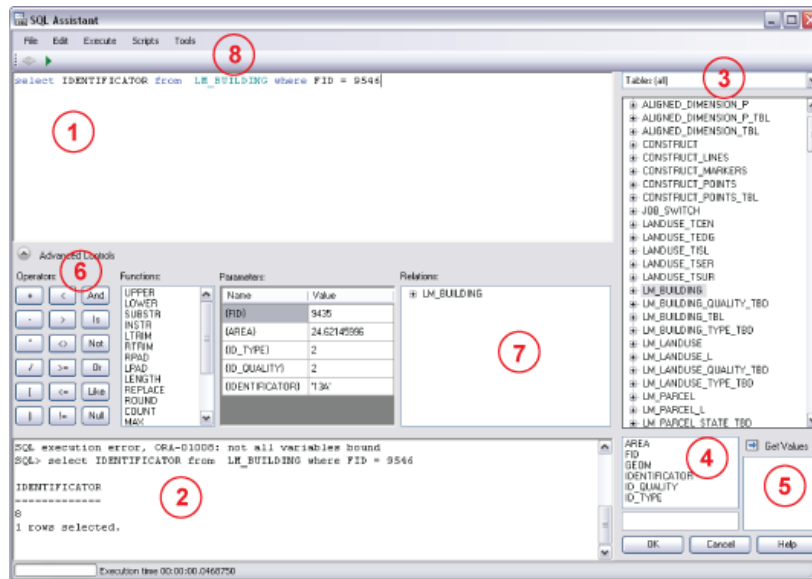 SQL Assistant
File Edit Execute Scripts Tools
8
select IDENTIFICATOR from LM_BUILDING where FID = 9546
1
Tables (all)
3
ALIGNED_DIMENSION_P
ALIGNED_DIMENSION_P_TBL
ALIGNED_DIMENSION_TBL
CONSTRUCT
CONSTRUCT_LINES
CONSTRUCT_MARKERS
CONSTRUCT_POINTS
CONSTRUCT_POINTS_TBL
JOB_SWITCH
LANDUSE_TCEN
LANDUSE_TEDG
LANDUSE_TISL
LANDUSE_TSER
LANDUSE_TSUR
LM_BUILDING
LM_BUILDING_QUALITY_TBD
LM_BUILDING_TBL
LM_BUILDING_TYPE_TBD
LM_LANDUSE
LM_LANDUSE_L
LM_LANDUSE_QUALITY_TBD
LM_LANDUSE_TYPE_TBD
LM_PARCEL
LM_PARCEL_L
LM_PARCEL_STATE_TBD
Advanced Controls
6
Operators:
+ < And
- > Is
* <> Not
/ >= Or
( <= Like
) != Null
Functions:
UPPER
LOWER
SUBSTR
INSTR
LTRIM
RTRIM
RPAD
LPAD
LENGTH
REPLACE
ROUND
COUNT
MAX
Parameters:
Name Value
{FID} 9435
{AREA} 24.62145996
{ID_TYPE} 2
{ID_QUALITY} 2
{IDENTIFICATOR} '13A'
Relations:
LM_BUILDING
7
SQL execution error, ORA-01008: not all variables bound
SQL> select IDENTIFICATOR from LM_BUILDING where FID = 9546
IDENTIFICATOR
-------------
8
1 rows selected.
2
AREA
FID
GEOM
IDENTIFICATOR
ID_QUALITY
ID_TYPE
4
Get Values
5
OK Cancel Help
Execution time 00:00:00.0468750